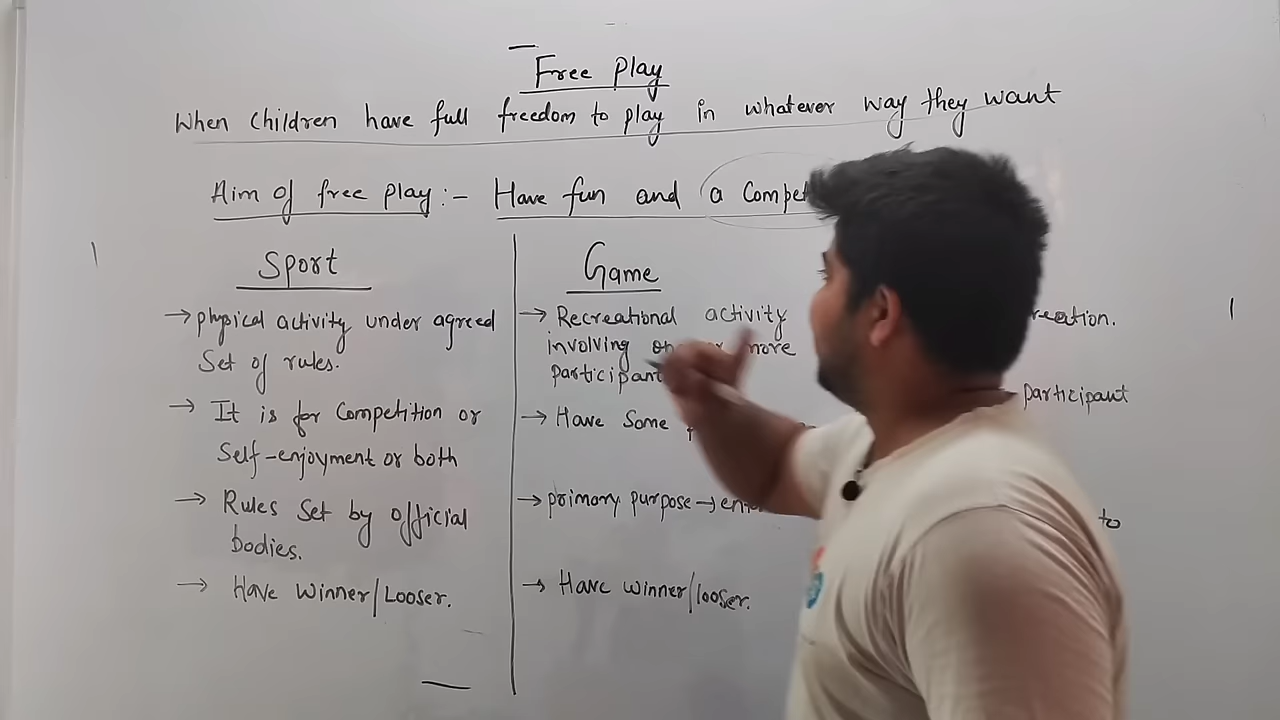 Free play
When children have full freedom to play in whatever way they want
Aim of free play:- Have fun and a
Sport
Game
→ physical activity under agreed
Set of rules.
→ It is for Competition or
Self-enjoyment or both
→ Rules Set by official
bodies.
→ Have Winner/Looser.
→ Recreational activity
involving more
participant
→ Have Some
→ primary purpose →
→ Have winner/looser.
participant
to